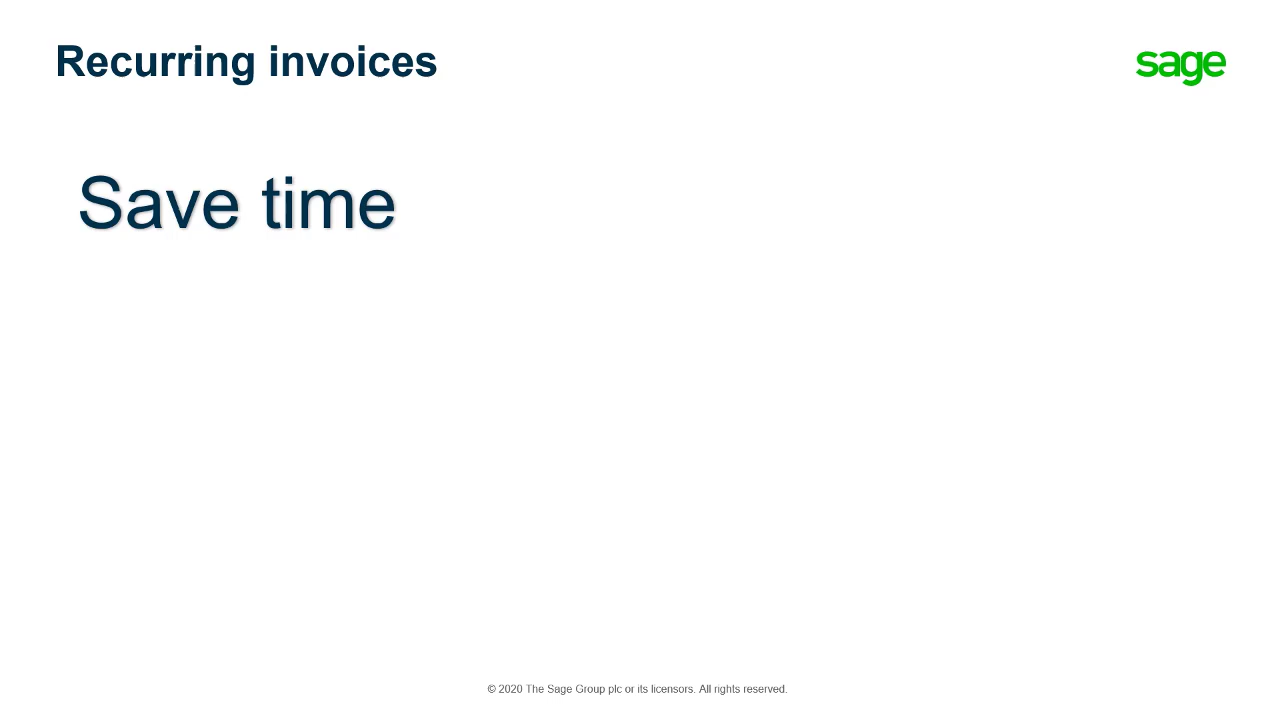 Recurring invoices
sage
Save time
© 2020 The Sage Group plc or its licensors. All rights reserved.